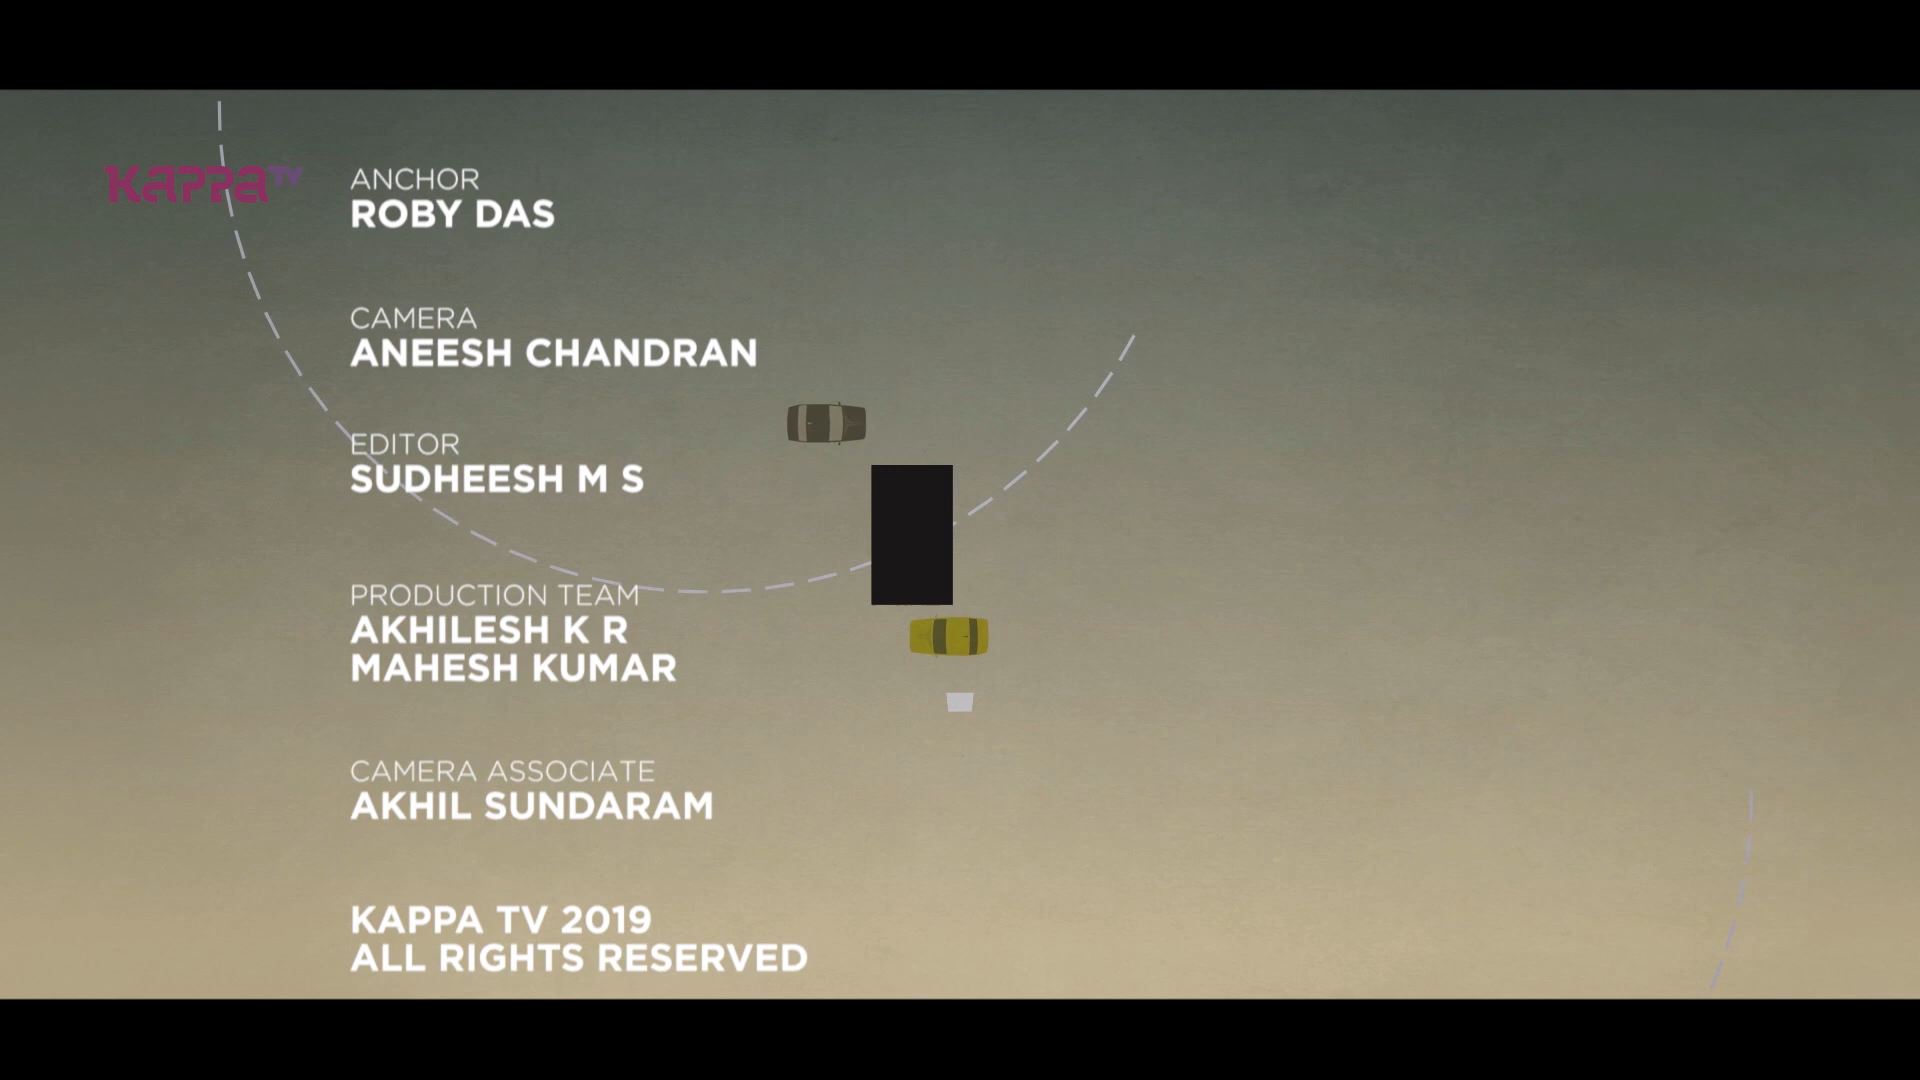 KAPPA TV
ANCHOR
ROBY DAS
CAMERA
ANEESH CHANDRAN
EDITOR
SUDHEESH M S
PRODUCTION TEAM
AKHILESH K R
MAHESH KUMAR
CAMERA ASSOCIATE
AKHIL SUNDARAM
KAPPA TV 2019
ALL RIGHTS RESERVED